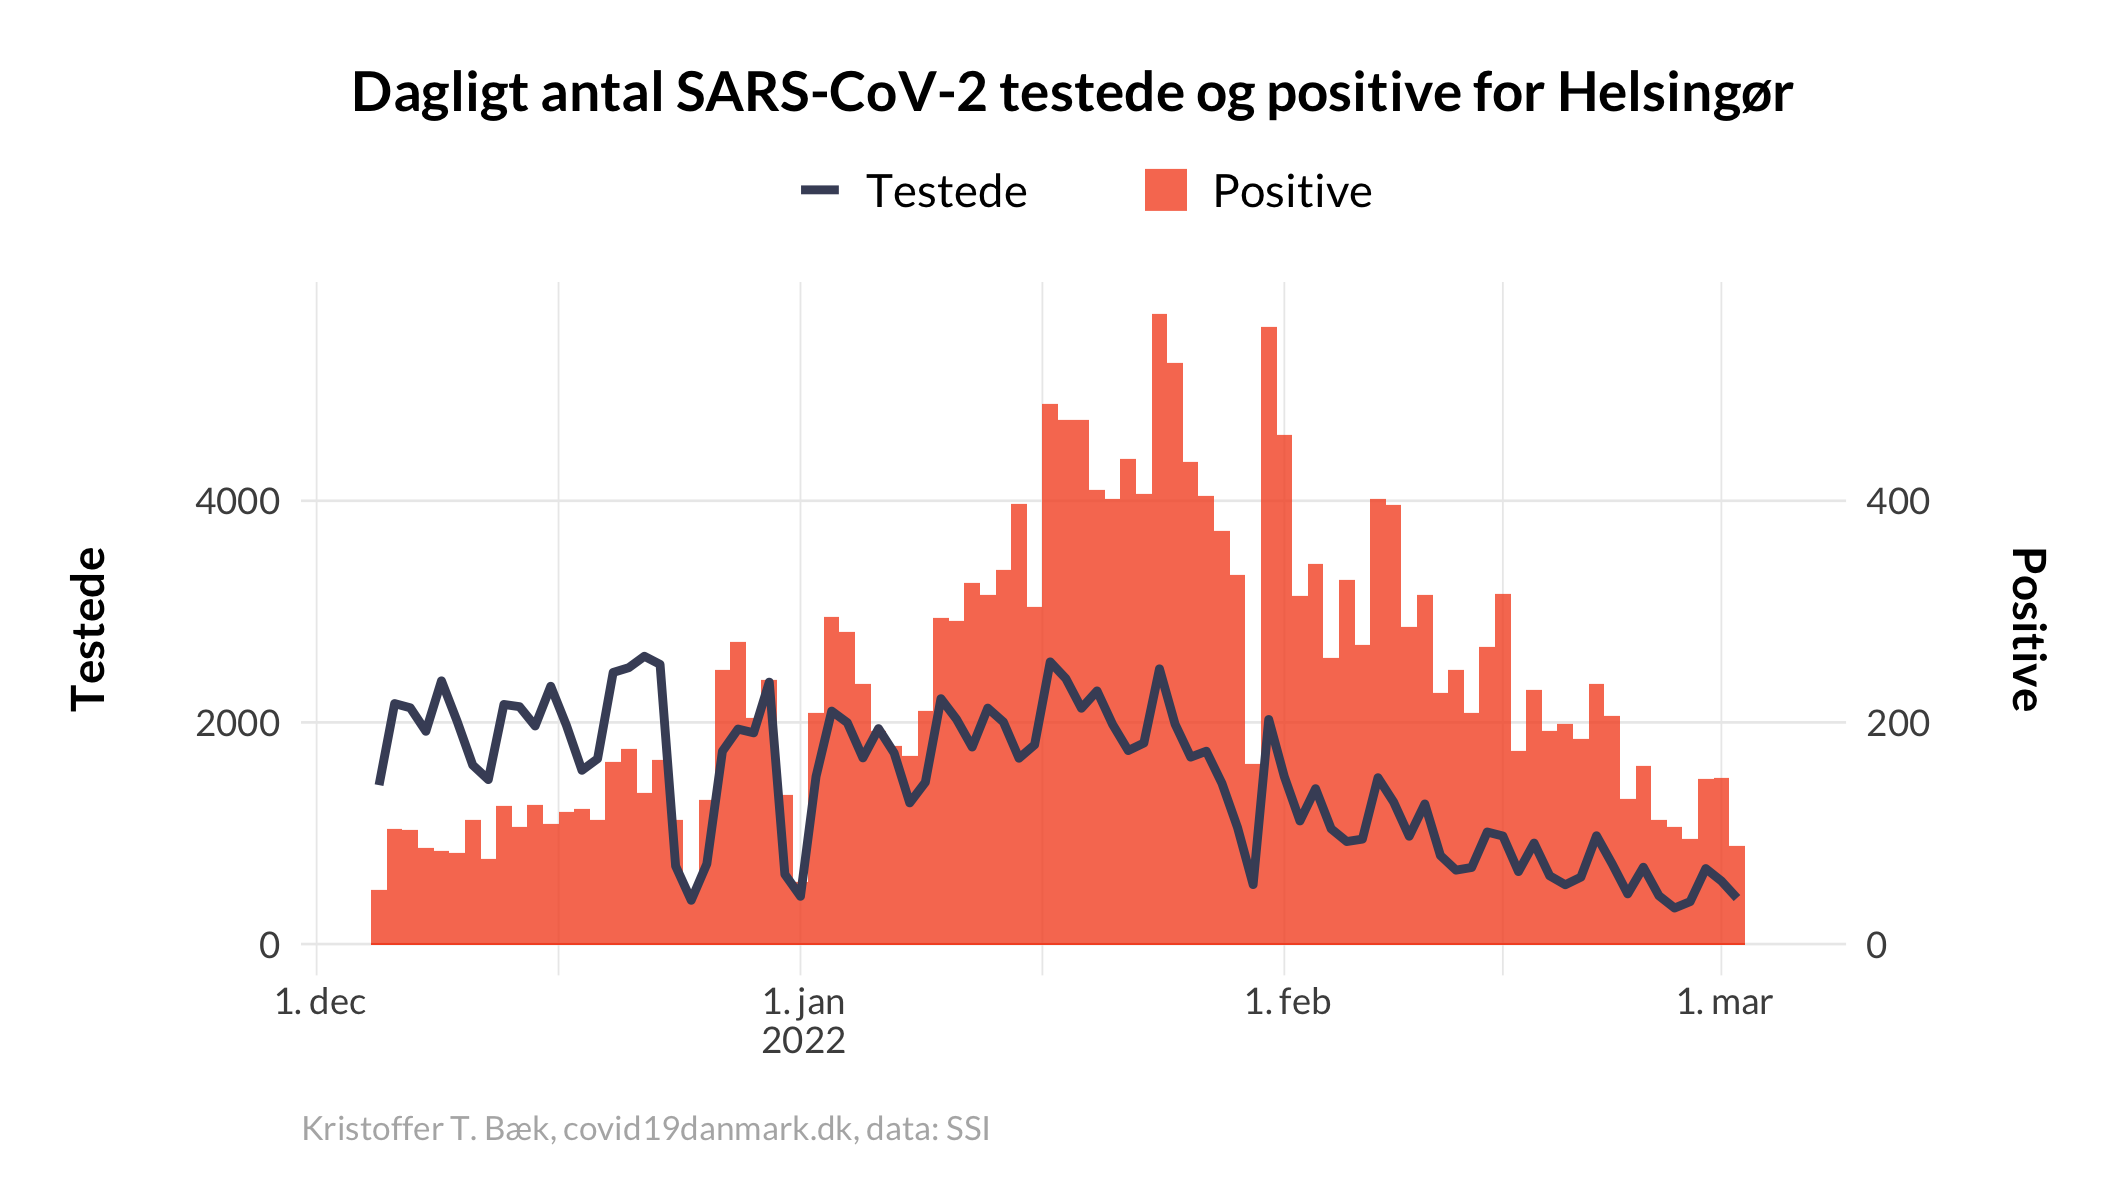 Dagligt antal SARS-CoV-2 testede og positive for Helsingør
Testede
Positive
Testede
Positive
4000
2000
0
400
200
0
1. dec
1. jan
2022
1. feb
1. mar
Kristoffer T. Bæk, covid19danmark.dk, data: SSI